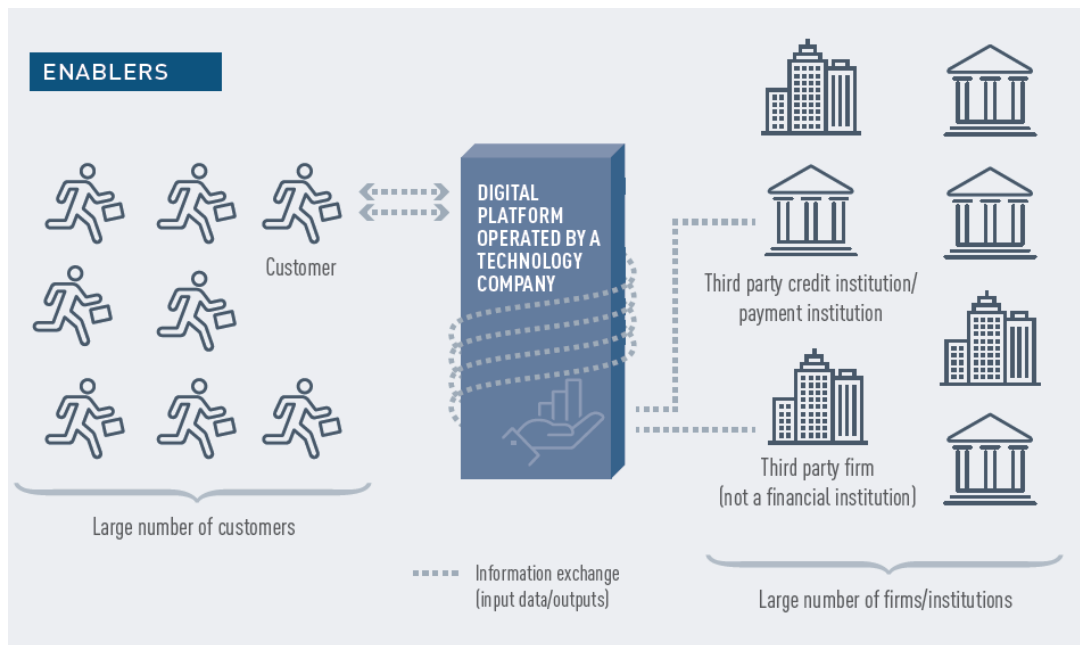 ENABLERS
Customer
Large number of customers
DIGITAL
PLATFORM
OPERATED BY A
TECHNOLOGY
COMPANY
Information exchange
(input data/outputs)
Third party credit institution/
payment institution
Third party firm
(not a financial institution)
Large number of firms/institutions